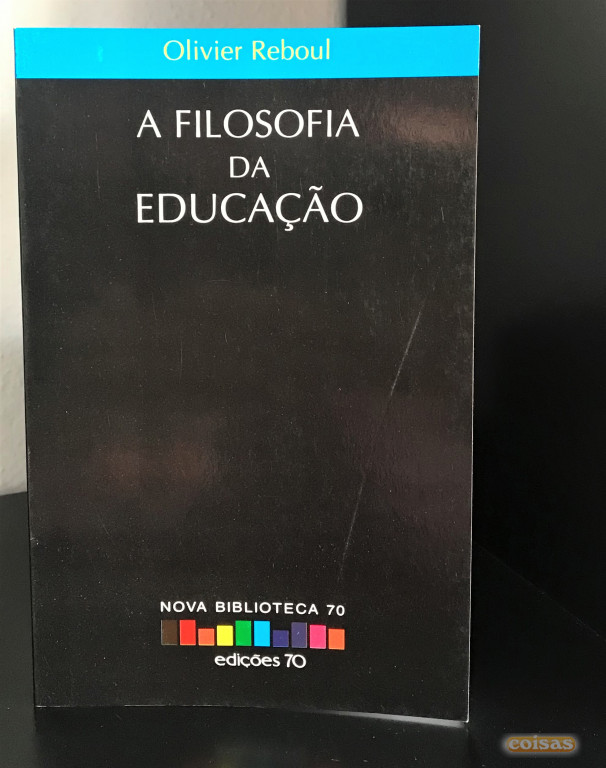 Olivier Reboul
A FILOSOFIA
DA
EDUCAÇÃO
NOVA BIBLIOTECA 70
edições 70
coisas